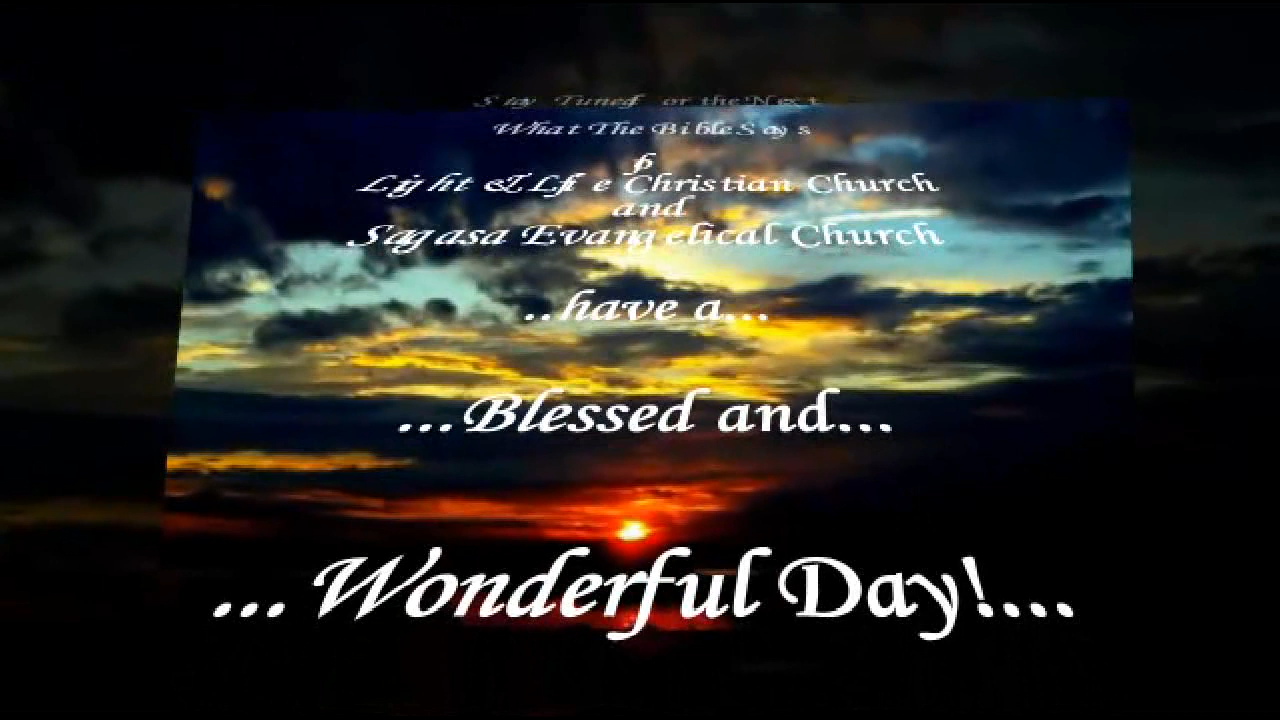 Stay Tuned for the Next
What The Bible Says
Light & Life Christian Church
and
Sagasa Evangelical Church
..have a...
...Blessed and...
...Wonderful Day!...